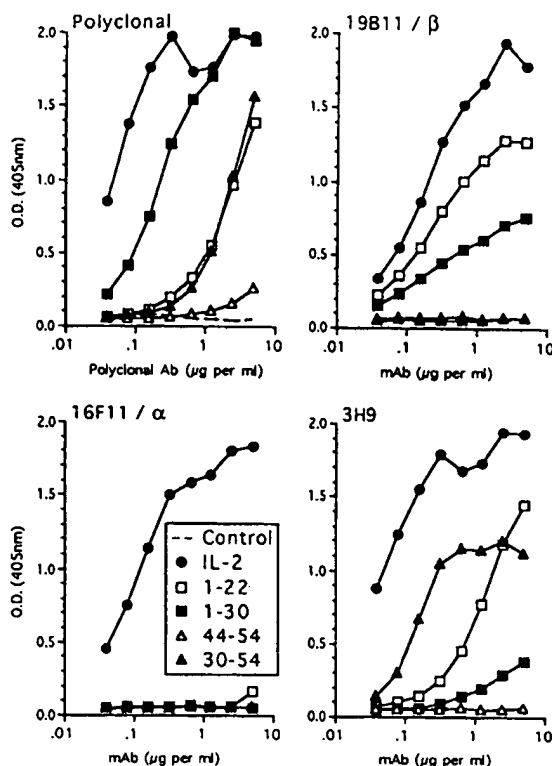 Polyclonal
2.0
1.5
1.0
0.5
0.0
O.D. (405nm)
.01
.1
1
10
Polyclonal Ab (µg per ml)
19B11 / β
2.0
1.5
1.0
0.5
0.0
O.D. (405nm)
.01
.1
1
10
mAb (µg per ml)
16F11 / α
2.0
1.5
1.0
0.5
0.0
O.D. (405nm)
.01
.1
1
10
mAb (µg per ml)
Control
IL-2
1-22
1-30
44-54
30-54
3H9
2.0
1.5
1.0
0.5
0.0
O.D. (405nm)
.01
.1
1
10
mAb (µg per ml)